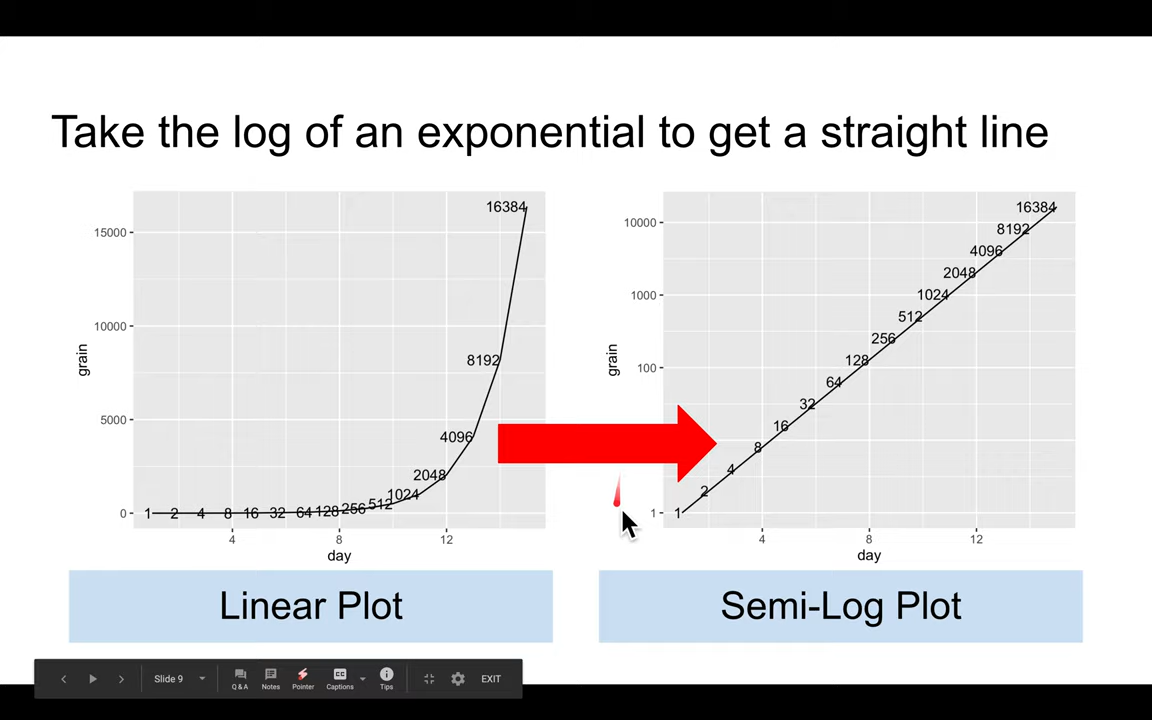 Take the log of an exponential to get a straight line
15000
10000
5000
0
grain
1 2 4 8 16 32 64 128 256 512 1024 2048 4096 8192 16384
4 8 12
day
Linear Plot
10000
1000
100
1
grain
1 2 4 8 16 32 64 128 256 512 1024 2048 4096 8192 16384
4 8 12
day
Semi-Log Plot
Slide 9
Q & A Notes Pointer CC Captions Tips EXIT